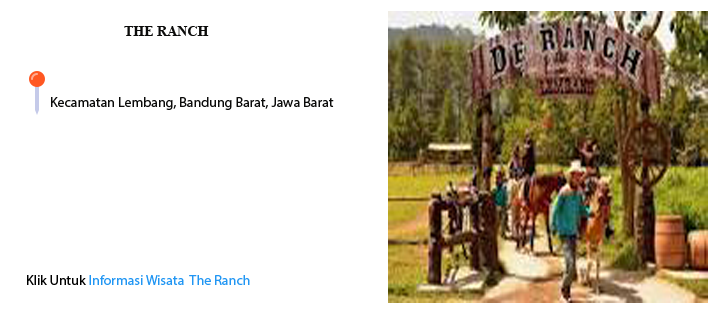 THE RANCH
Kecamatan Lembang, Bandung Barat, Jawa Barat
Klik Untuk Informasi Wisata The Ranch
DE RANCH
LEMBANG